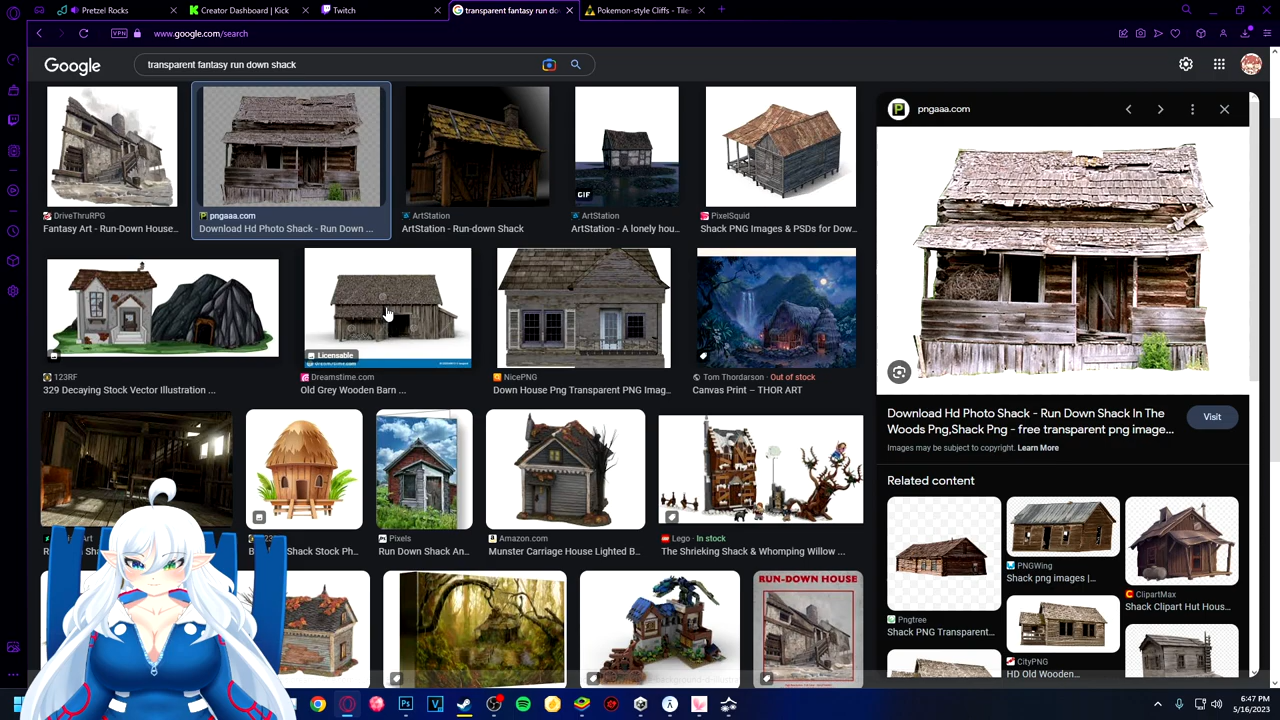 Pretzel Rocks
Creator Dashboard | Kick
Twitch
transparent fantasy run do
Pokemon-style Cliffs - Tiles
VPN
www.google.com/search
Google
transparent fantasy run down shack
DriveThruRPG
Fantasy Art - Run-Down House...
pngaaa.com
Download Hd Photo Shack - Run Down ...
ArtStation
ArtStation - Run-down Shack
GIF
ArtStation
ArtStation - A lonely hou...
PixelSquid
Shack PNG Images & PSDs for Dow...
pngaaa.com
123RF
329 Decaying Stock Vector Illustration ...
Licensable
Dreamstime.com
Old Grey Wooden Barn ...
NicePNG
Down House Png Transparent PNG Imag...
Tom Thordarson · Out of stock
Canvas Print – THOR ART
Download Hd Photo Shack - Run Down Shack In The
Woods Png,Shack Png - free transparent png image...
Visit
Images may be subject to copyright. Learn More
Related content
Pixels
Run Down Shack An...
Amazon.com
Munster Carriage House Lighted B...
Lego · In stock
The Shrieking Shack & Whomping Willow ...
Shack Stock Ph...
PNGWing
Shack png images |...
ClipartMax
Shack Clipart Hut Hous...
Pngtree
Shack PNG Transparent...
CityPNG
HD Old Wooden...
RUN-DOWN HOUSE
6:47 PM
5/16/2023